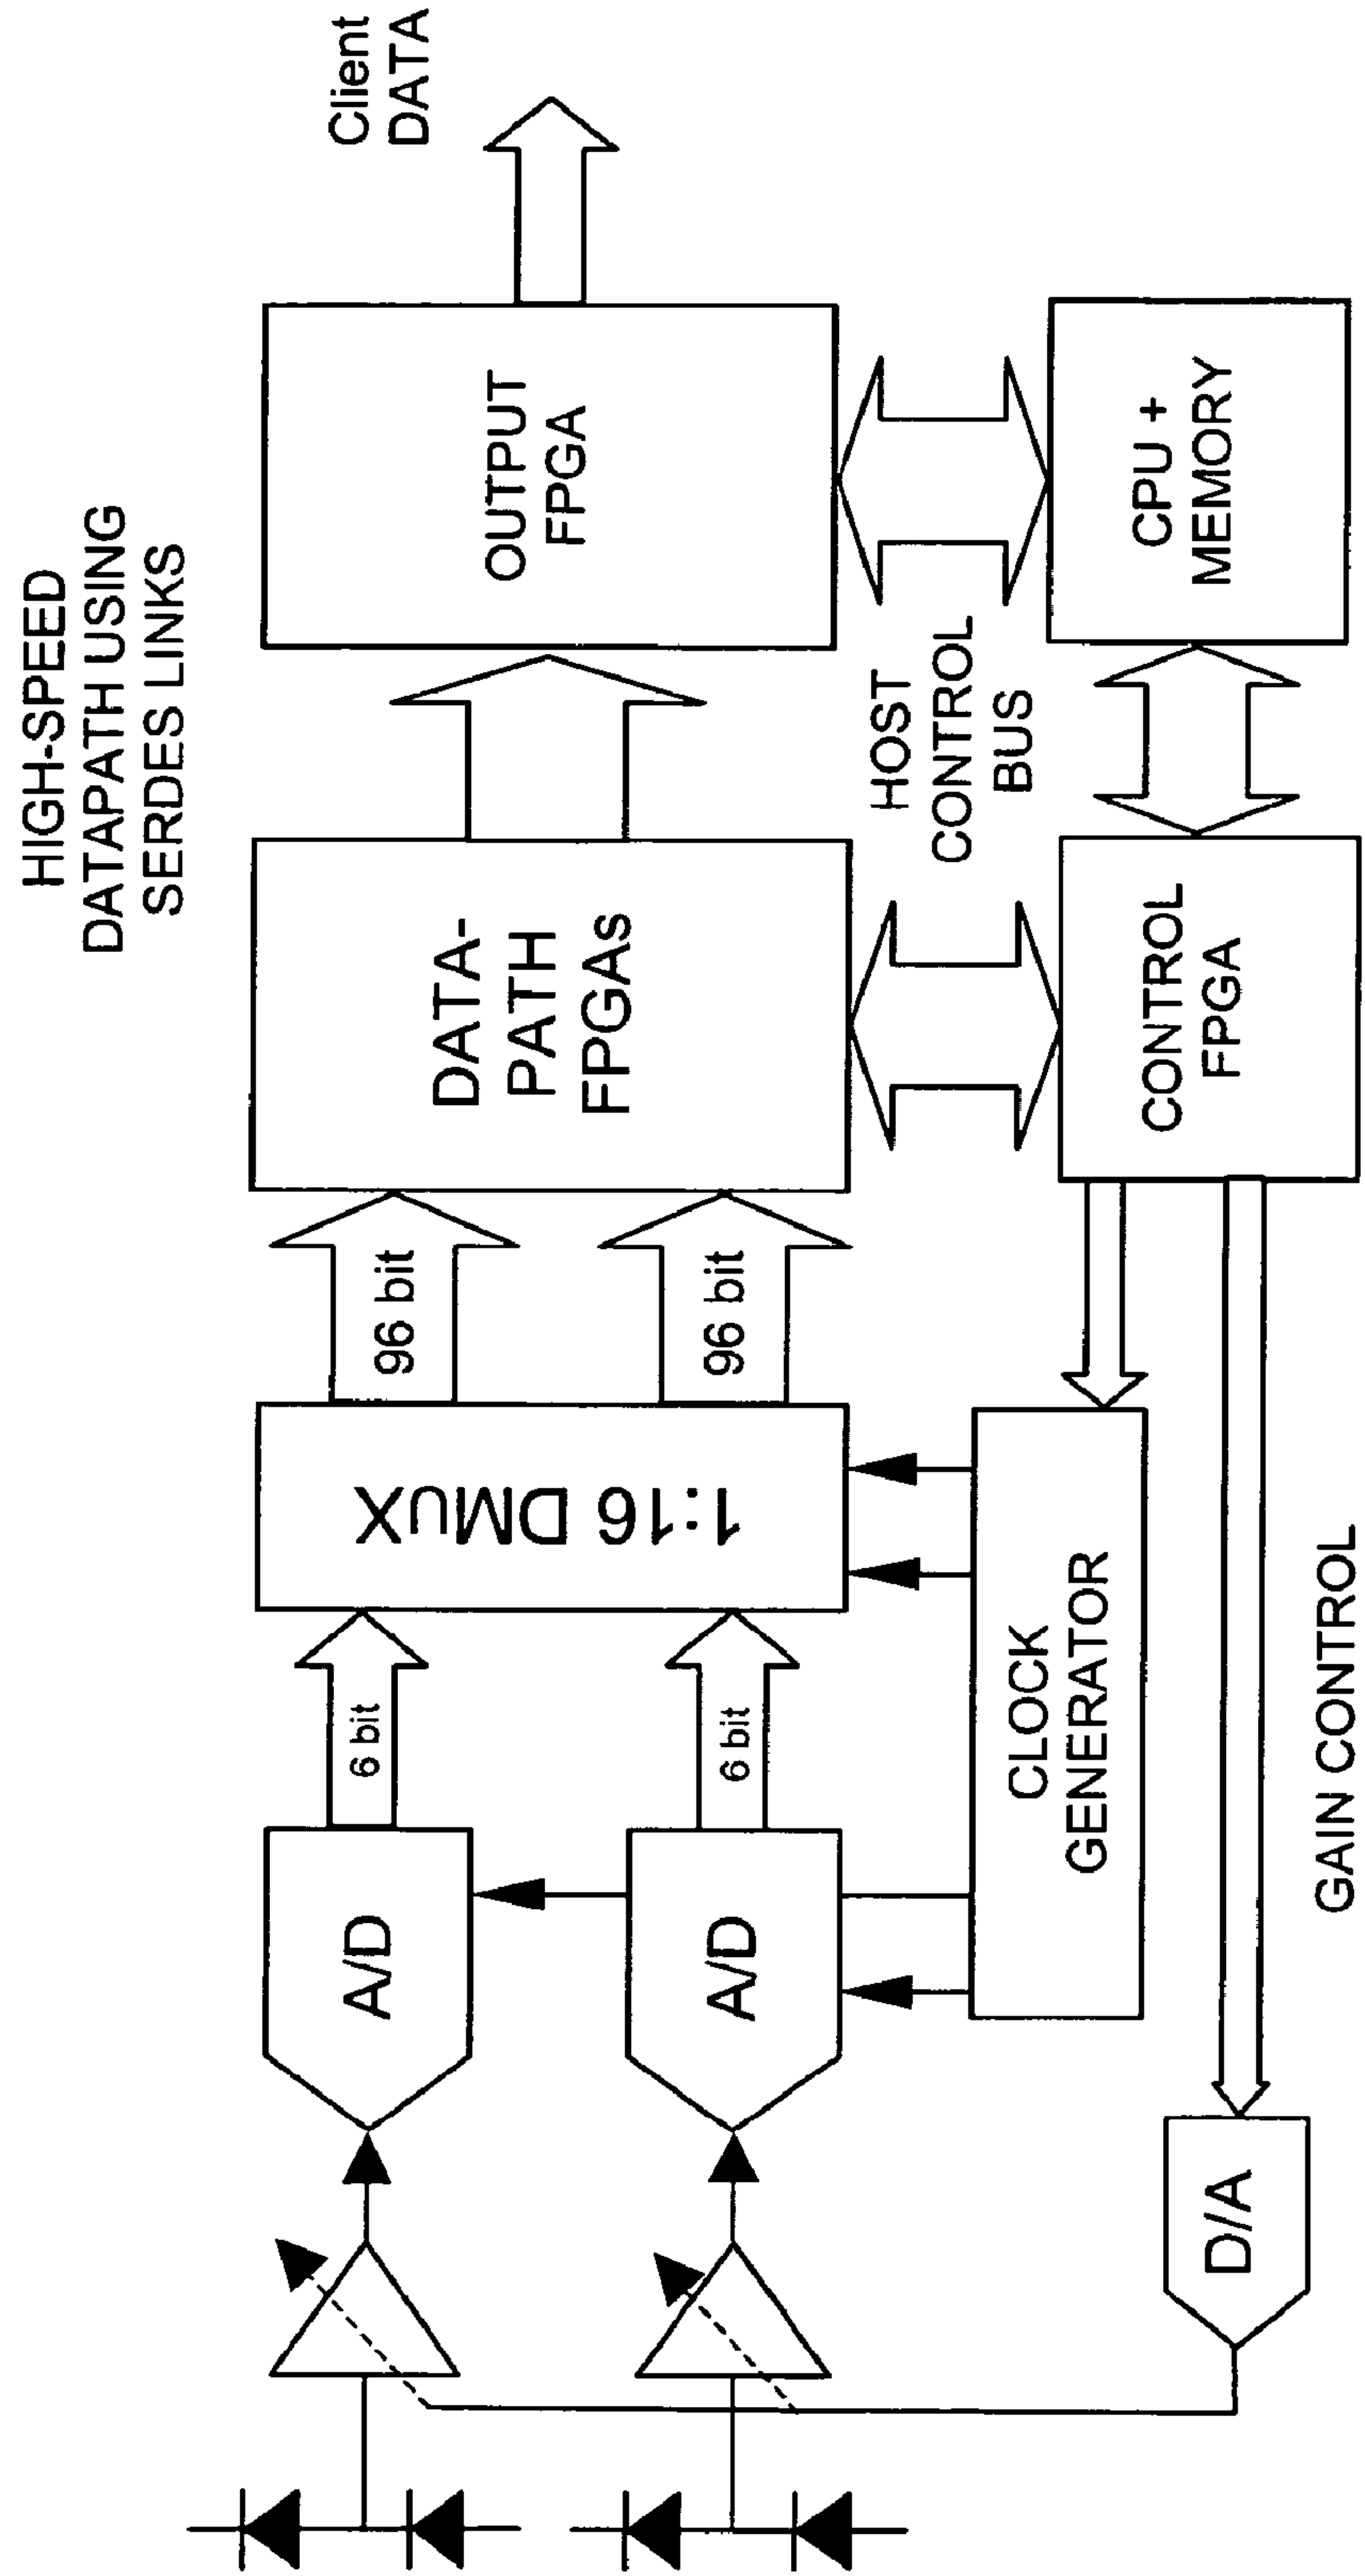 HIGH-SPEED
DATAPATH USING
SERDES LINKS
Client
DATA
A/D
6 bit
1:16 DMUX
96 bit
DATA-
PATH
FPGAs
OUTPUT
FPGA
A/D
6 bit
96 bit
HOST
CONTROL
BUS
CLOCK
GENERATOR
CONTROL
FPGA
CPU +
MEMORY
D/A
GAIN CONTROL